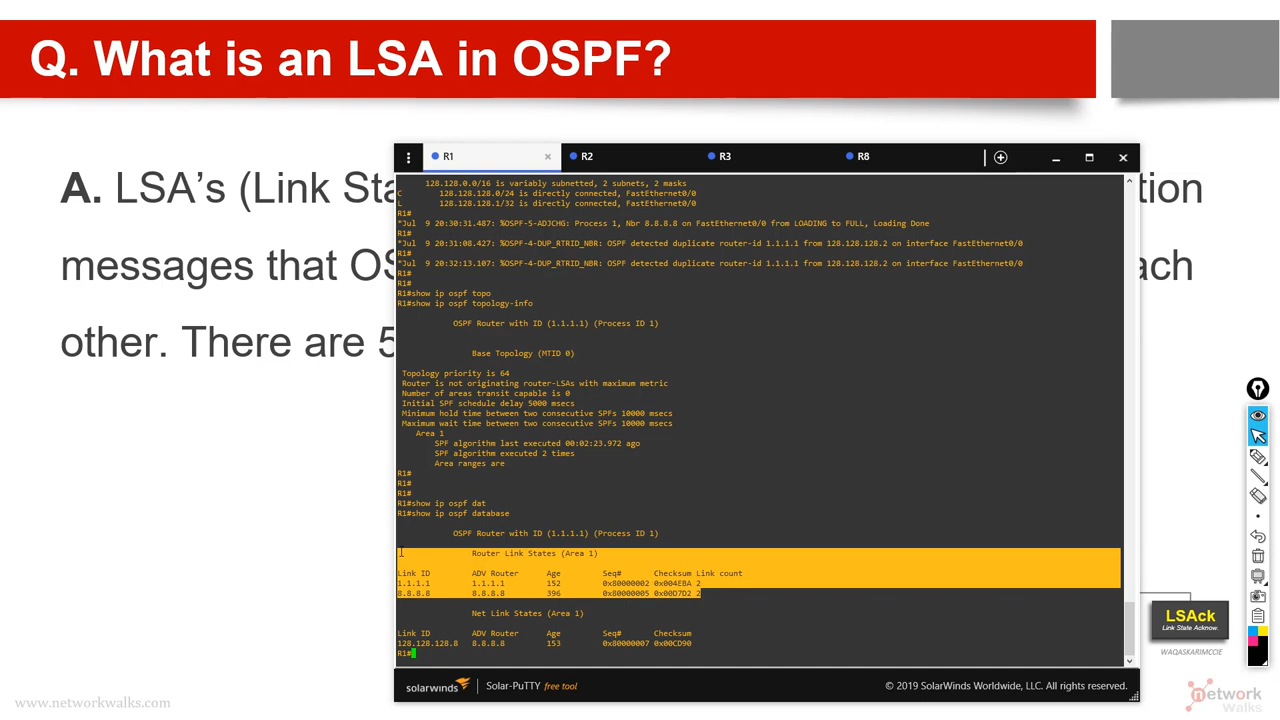 Q. What is an LSA in OSPF?
A. LSA's (Link Sta
tion
messages that OS
ach
other. There are 5
R1 × R2 R3 R8
128.128.0.0/16 is variably subnetted, 2 subnets, 2 masks
C 128.128.128.0/24 is directly connected, FastEthernet0/0
L 128.128.128.1/32 is directly connected, FastEthernet0/0
R1#
*Jul 9 20:30:31.487: %OSPF-5-ADJCHG: Process 1, Nbr 8.8.8.8 on FastEthernet0/0 from LOADING to FULL, Loading Done
R1#
*Jul 9 20:31:08.427: %OSPF-4-DUP_RTRID_NBR: OSPF detected duplicate router-id 1.1.1.1 from 128.128.128.2 on interface FastEthernet0/0
R1#
*Jul 9 20:32:13.107: %OSPF-4-DUP_RTRID_NBR: OSPF detected duplicate router-id 1.1.1.1 from 128.128.128.2 on interface FastEthernet0/0
R1#
R1#
R1#show ip ospf topo
R1#show ip ospf topology-info
OSPF Router with ID (1.1.1.1) (Process ID 1)
Base Topology (MTID 0)
Topology priority is 64
Router is not originating router-LSAs with maximum metric
Number of areas transit capable is 0
Initial SPF schedule delay 5000 msecs
Minimum hold time between two consecutive SPFs 10000 msecs
Maximum wait time between two consecutive SPFs 10000 msecs
Area 1
SPF algorithm last executed 00:02:23.972 ago
SPF algorithm executed 2 times
Area ranges are
R1#
R1#
R1#
R1#show ip ospf dat
R1#show ip ospf database
OSPF Router with ID (1.1.1.1) (Process ID 1)
Router Link States (Area 1)
Link ID ADV Router Age Seq# Checksum Link count
1.1.1.1 1.1.1.1 152 0x80000002 0x004EBA 2
8.8.8.8 8.8.8.8 396 0x80000005 0x00D7D2 2
Net Link States (Area 1)
Link ID ADV Router Age Seq# Checksum
128.128.128.8 8.8.8.8 153 0x80000007 0x00CD90
R1#
solarwinds Solar-PuTTY free tool © 2019 SolarWinds Worldwide, LLC. All rights reserved.
LSAck
Link State Acknow.
WAQASKARIMCCIE
www.networkwalks.com
network
Walks